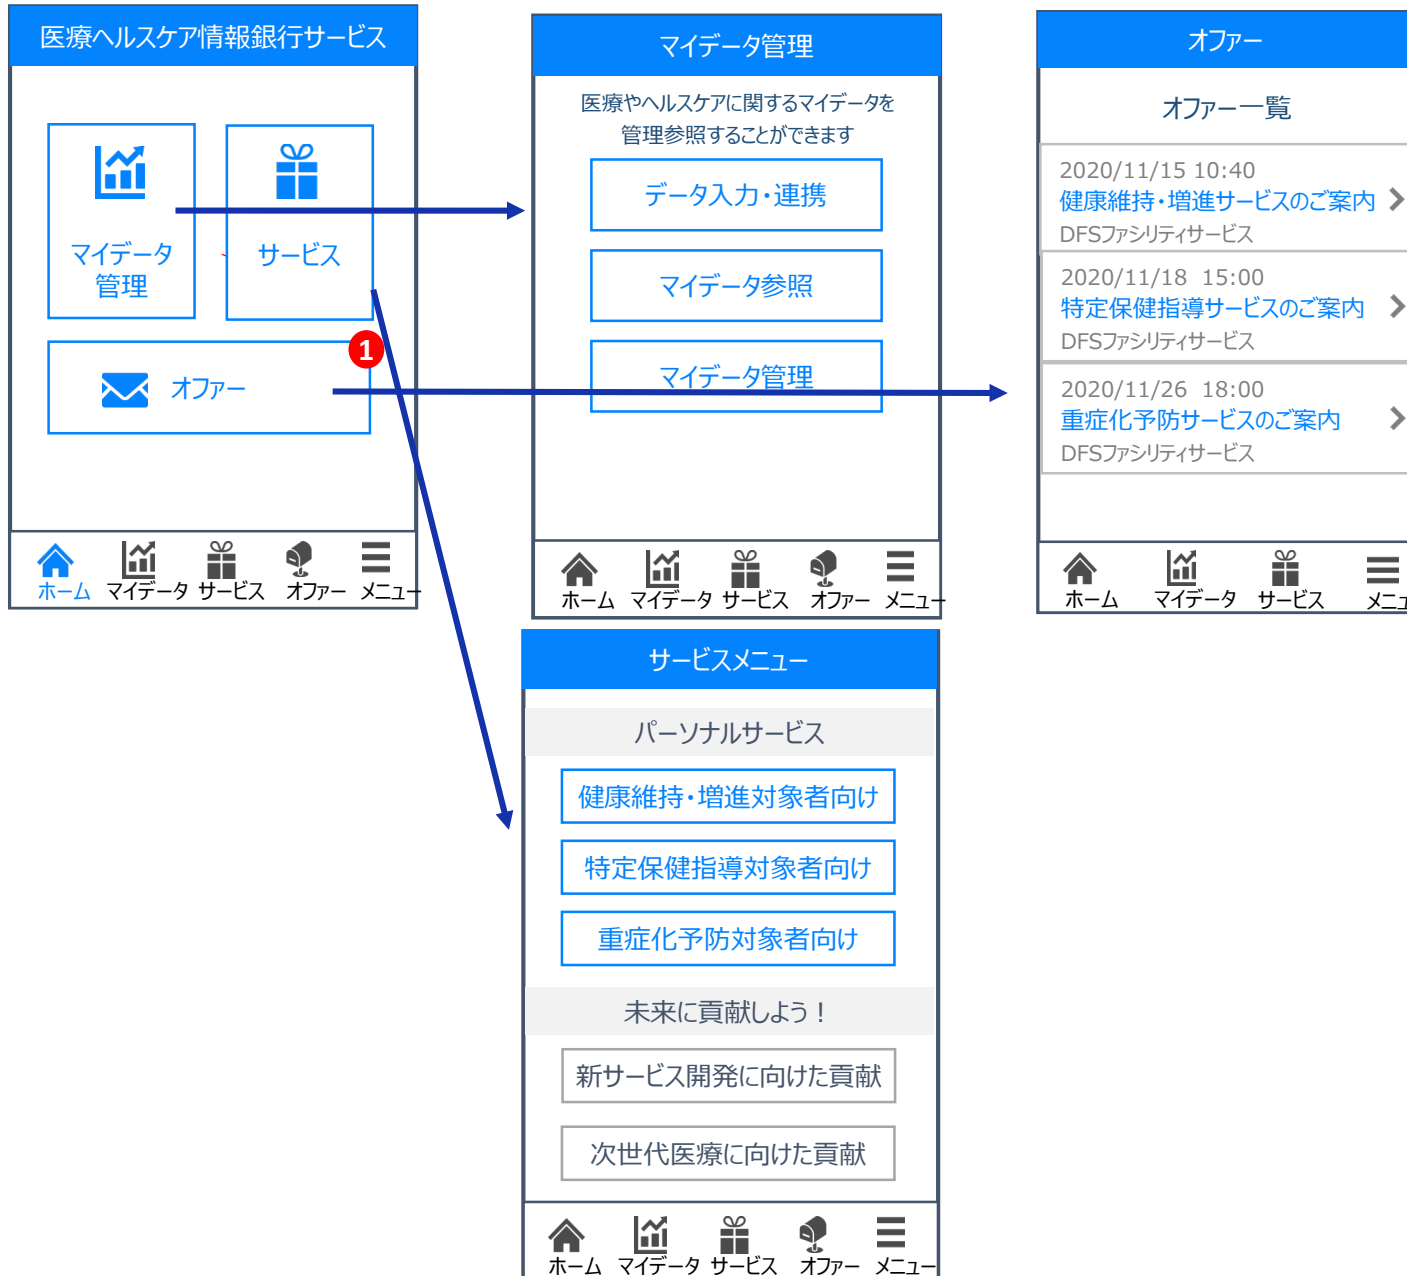 医療ヘルスケア情報銀行サービス
マイデータ
管理
サービス
1
オファー
ホーム マイデータ サービス オファー メニュー
マイデータ管理
医療やヘルスケアに関するマイデータを
管理参照することができます
データ入力・連携
マイデータ参照
マイデータ管理
ホーム マイデータ サービス オファー メニュー
オファー
オファー一覧
2020/11/15 10:40
健康維持・増進サービスのご案内
DFSファシリティサービス
2020/11/18 15:00
特定保健指導サービスのご案内
DFSファシリティサービス
2020/11/26 18:00
重症化予防サービスのご案内
DFSファシリティサービス
ホーム マイデータ サービス メニュ
サービスメニュー
パーソナルサービス
健康維持・増進対象者向け
特定保健指導対象者向け
重症化予防対象者向け
未来に貢献しよう！
新サービス開発に向けた貢献
次世代医療に向けた貢献
ホーム マイデータ サービス オファー メニュー